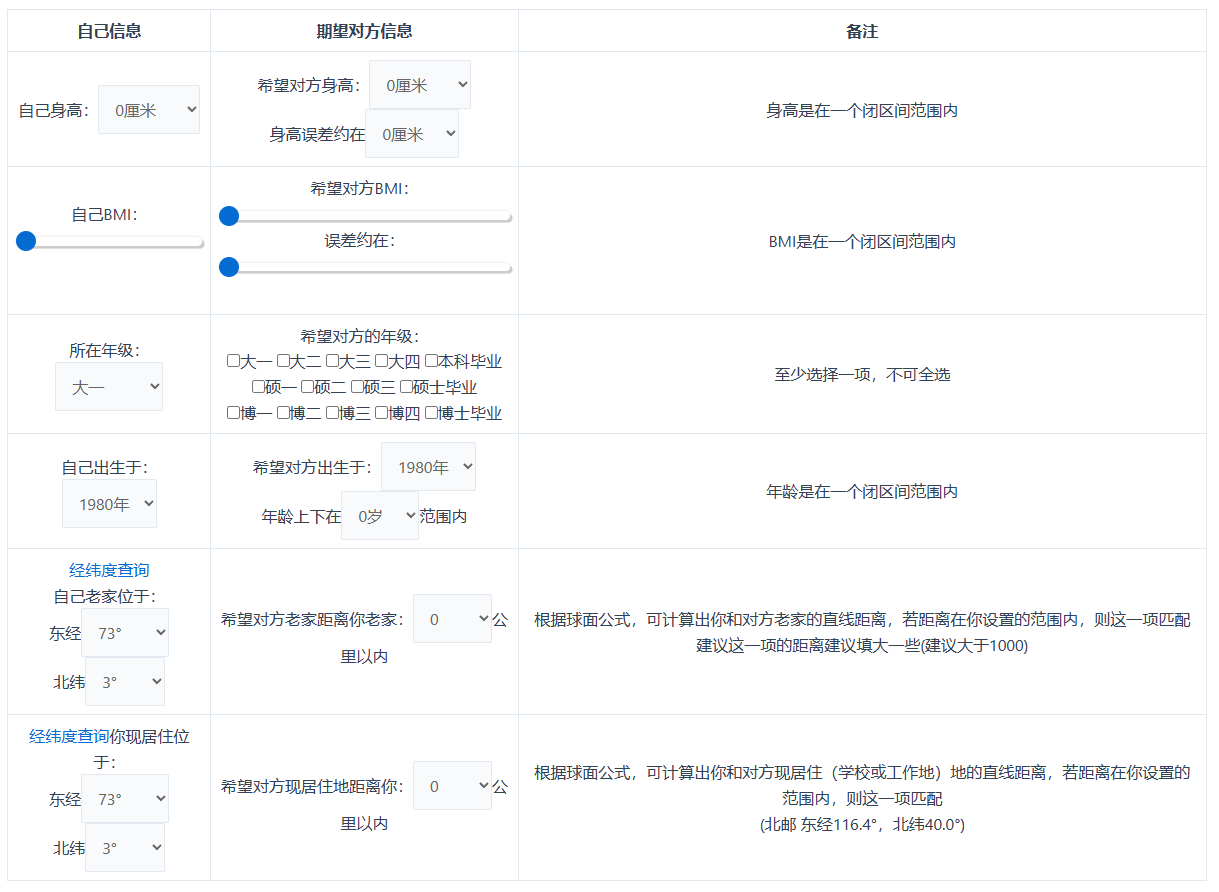 自己信息
期望对方信息
备注
自己身高： 0厘米
希望对方身高： 0厘米
身高误差约在 0厘米
身高是在一个闭区间范围内
自己BMI：
希望对方BMI：
误差约在：
BMI是在一个闭区间范围内
所在年级：
大一
希望对方的年级：
大一 大二 大三 大四 本科毕业
硕一 硕二 硕三 硕士毕业
博一 博二 博三 博四 博士毕业
至少选择一项，不可全选
自己出生于：
1980年
希望对方出生于： 1980年
年龄上下在 0岁 范围内
年龄是在一个闭区间范围内
经纬度查询
自己老家位于：
东经 73°
北纬 3°
希望对方老家距离你老家： 0 公
里以内
根据球面公式，可计算出你和对方老家的直线距离，若距离在你设置的范围内，则这一项匹配
建议这一项的距离建议填大一些(建议大于1000)
经纬度查询你现居住位
于：
东经 73°
北纬 3°
希望对方现居住地距离你： 0 公
里以内
根据球面公式，可计算出你和对方现居住（学校或工作地）地的直线距离，若距离在你设置的
范围内，则这一项匹配
(北邮 东经116.4°，北纬40.0°)